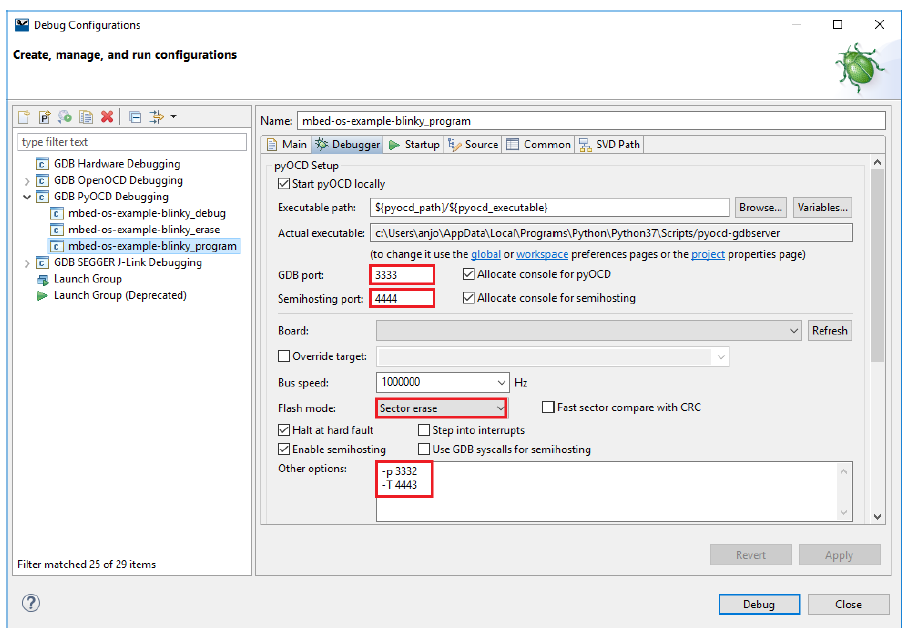 Debug Configurations
Create, manage, and run configurations
type filter text
GDB Hardware Debugging
GDB OpenOCD Debugging
GDB PyOCD Debugging
mbed-os-example-blinky_debug
mbed-os-example-blinky_erase
mbed-os-example-blinky_program
GDB SEGGER J-Link Debugging
Launch Group
Launch Group (Deprecated)
Filter matched 25 of 29 items
Name: mbed-os-example-blinky_program
Main Debugger Startup Source Common SVD Path
pyOCD Setup
Start pyOCD locally
Executable path: ${pyocd_path}/${pyocd_executable} Browse... Variables...
Actual executable: c:\Users\anjo\AppData\Local\Programs\Python\Python37\Scripts/pyocd-gdbserver
(to change it use the global or workspace preferences pages or the project properties page)
GDB port: 3333 Allocate console for pyOCD
Semihosting port: 4444 Allocate console for semihosting
Board: Refresh
Override target:
Bus speed: 1000000 Hz
Flash mode: Sector erase Fast sector compare with CRC
Halt at hard fault Step into interrupts
Enable semihosting Use GDB syscalls for semihosting
Other options: -p 3332
-T 4443
Revert Apply
? Debug Close